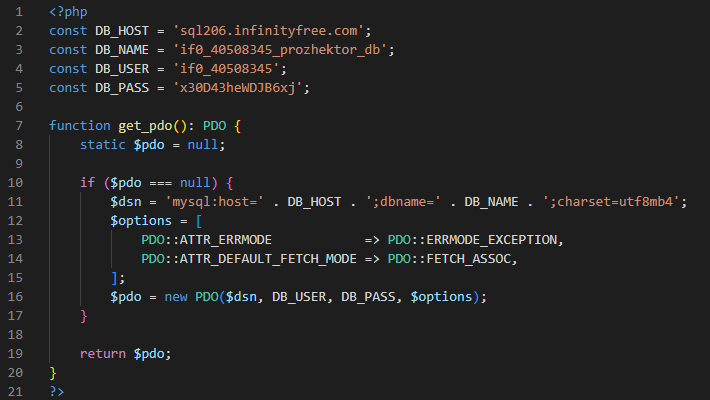 1 <?php
2 const DB_HOST = 'sql206.infinityfree.com';
3 const DB_NAME = 'if0_40508345_prozhektor_db';
4 const DB_USER = 'if0_40508345';
5 const DB_PASS = 'x30D43heWDJB6xj';
6
7 function get_pdo(): PDO {
8     static $pdo = null;
9
10     if ($pdo === null) {
11         $dsn = 'mysql:host=' . DB_HOST . ';dbname=' . DB_NAME . ';charset=utf8mb4';
12         $options = [
13             PDO::ATTR_ERRMODE            => PDO::ERRMODE_EXCEPTION,
14             PDO::ATTR_DEFAULT_FETCH_MODE => PDO::FETCH_ASSOC,
15         ];
16         $pdo = new PDO($dsn, DB_USER, DB_PASS, $options);
17     }
18
19     return $pdo;
20 }
21 ?>